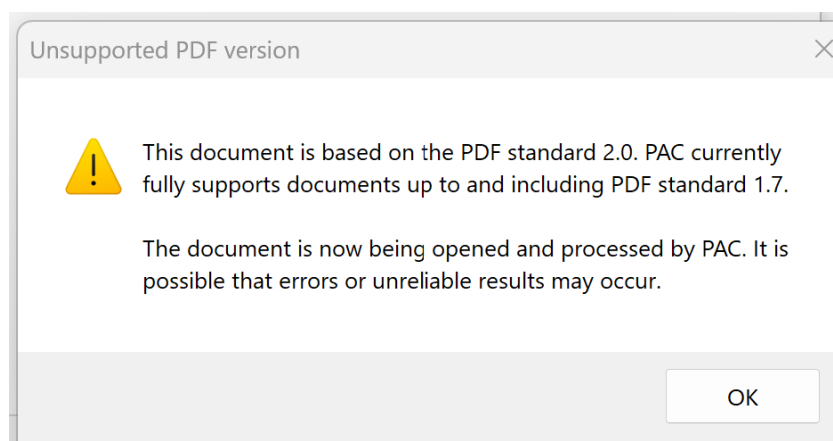 Unsupported PDF version
This document is based on the PDF standard 2.0. PAC currently
fully supports documents up to and including PDF standard 1.7.
The document is now being opened and processed by PAC. It is
possible that errors or unreliable results may occur.
OK